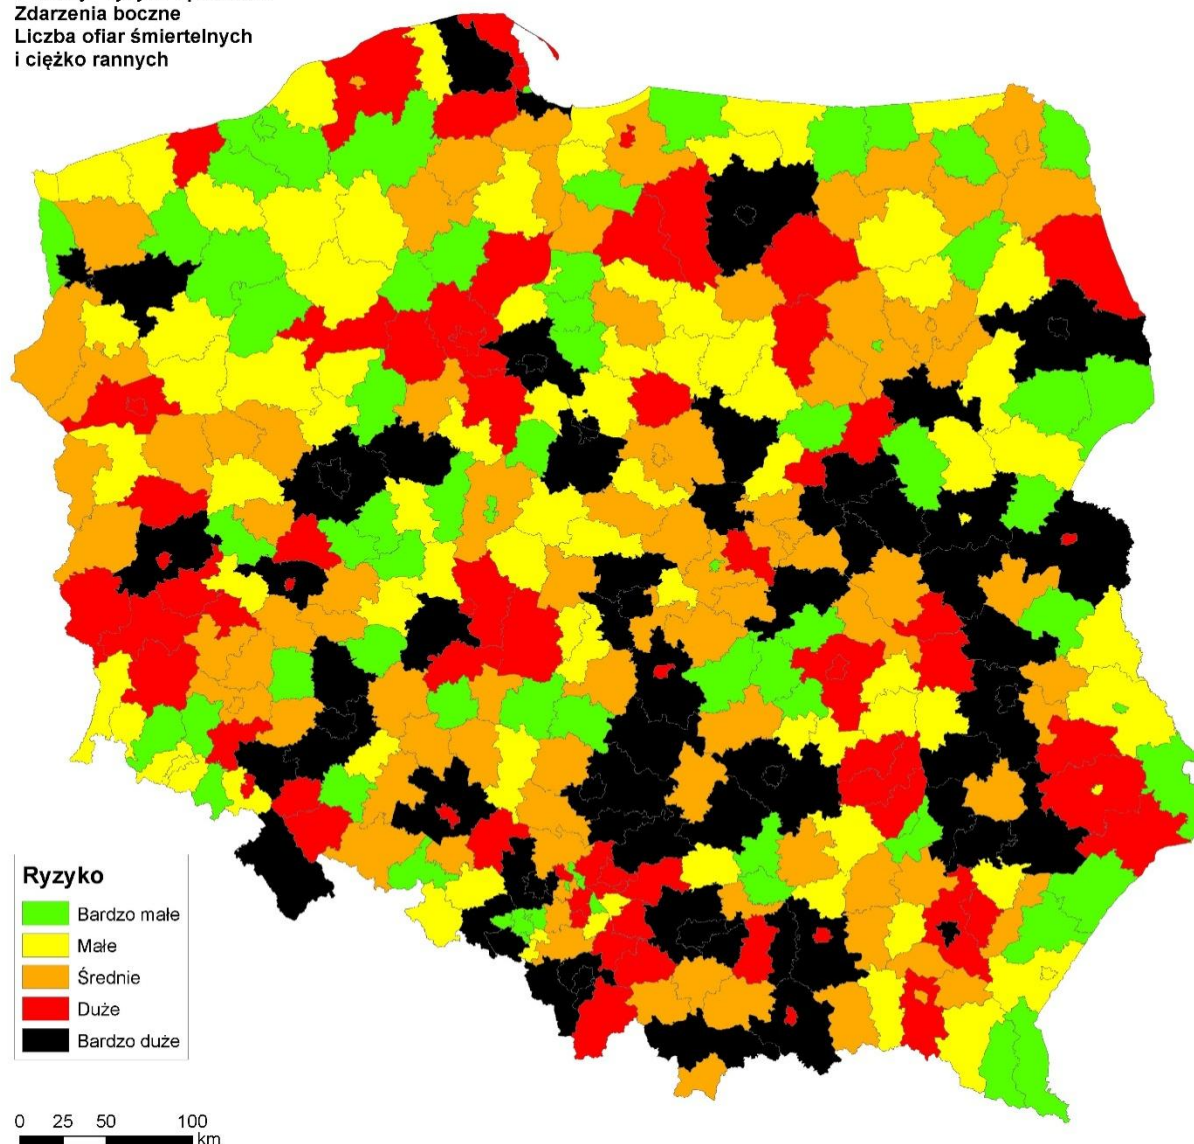 Zdarzenia boczne
Liczba ofiar śmiertelnych
i ciężko rannych
Ryzyko
Bardzo małe
Małe
Średnie
Duże
Bardzo duże
0 25 50 100
km